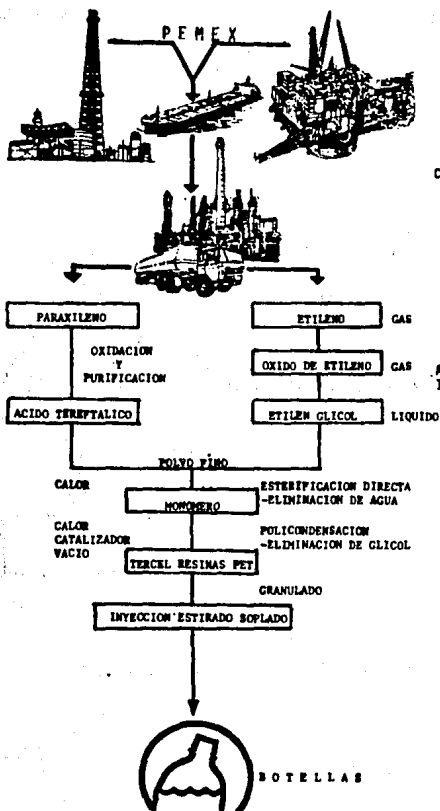 PEMEX
PARAXILENO
ETILENO GAS
OXIDACION
Y
PURIFICACION
OXIDO DE ETILENO GAS
ACIDO TEREFTALICO
ETILEN GLICOL LIQUIDO
POLVO FINO
CALOR
ESTERIFICACION DIRECTA
-ELIMINACION DE AGUA
MONOMERO
CALOR
CATALIZADOR
VACIO
POLICONDENSACION
-ELIMINACION DE GLICOL
TERCEL RESINAS PET
GRANULADO
INYECCION ESTIRADO SOPLADO
BOTELLAS